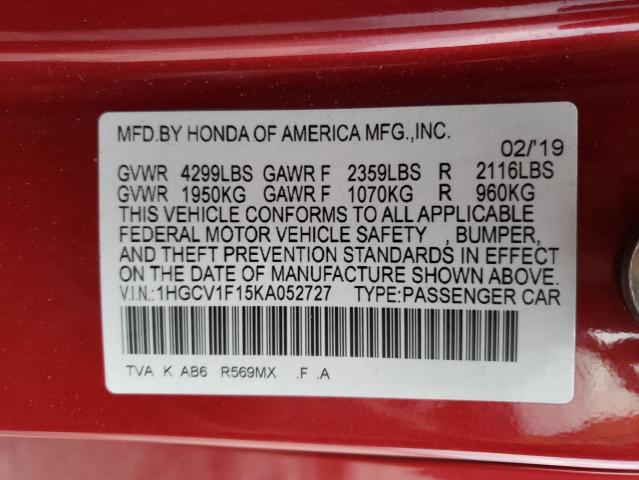 MFD.BY HONDA OF AMERICA MFG.,INC.
02/'19
GVWR 4299LBS GAWR F 2359LBS R 2116LBS
GVWR 1950KG GAWR F 1070KG R 960KG
THIS VEHICLE CONFORMS TO ALL APPLICABLE
FEDERAL MOTOR VEHICLE SAFETY , BUMPER,
AND THEFT PREVENTION STANDARDS IN EFFECT
ON THE DATE OF MANUFACTURE SHOWN ABOVE.
V.I.N.:1HGCV1F15KA052727 TYPE:PASSENGER CAR
TVA K AB6 R569MX .F .A